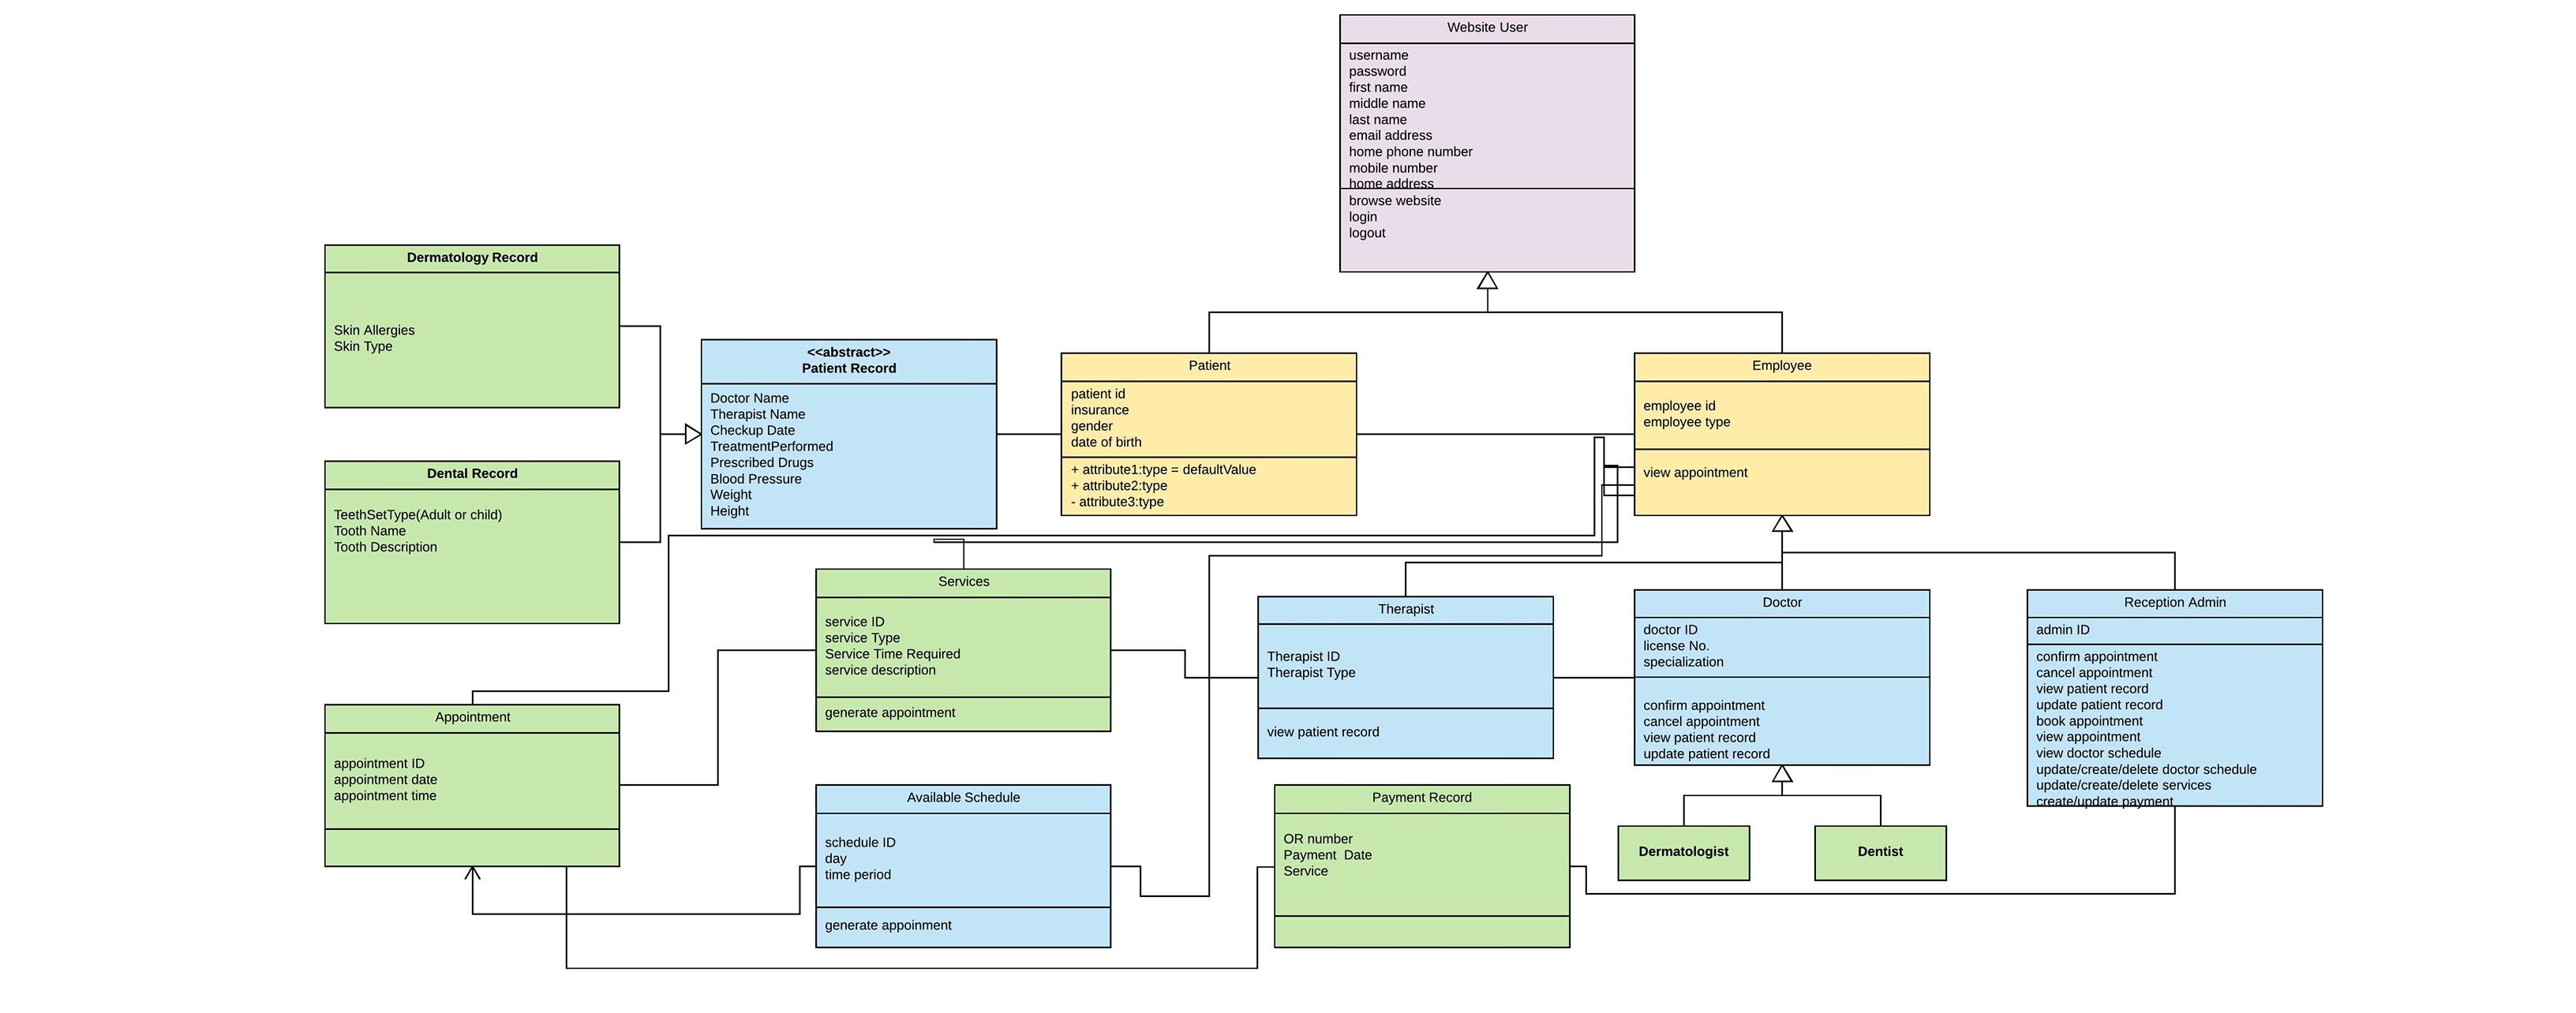 Website User
username
password
first name
middle name
last name
email address
home phone number
mobile number
home address
browse website
login
logout
Dermatology Record
Skin Allergies
Skin Type
<<abstract>>
Patient Record
Doctor Name
Therapist Name
Checkup Date
TreatmentPerformed
Prescribed Drugs
Blood Pressure
Weight
Height
Patient
patient id
insurance
gender
date of birth
+ attribute1:type = defaultValue
+ attribute2:type
- attribute3:type
Employee
employee id
employee type
view appointment
Dental Record
TeethSetType(Adult or child)
Tooth Name
Tooth Description
Services
service ID
service Type
Service Time Required
service description
generate appointment
Therapist
Therapist ID
Therapist Type
view patient record
Doctor
doctor ID
license No.
specialization
confirm appointment
cancel appointment
view patient record
update patient record
Reception Admin
admin ID
confirm appointment
cancel appointment
view patient record
update patient record
book appointment
view appointment
view doctor schedule
update/create/delete doctor schedule
update/create/delete services
create/update payment
Appointment
appointment ID
appointment date
appointment time
Available Schedule
schedule ID
day
time period
generate appoinment
Payment Record
OR number
Payment  Date
Service
Dermatologist
Dentist